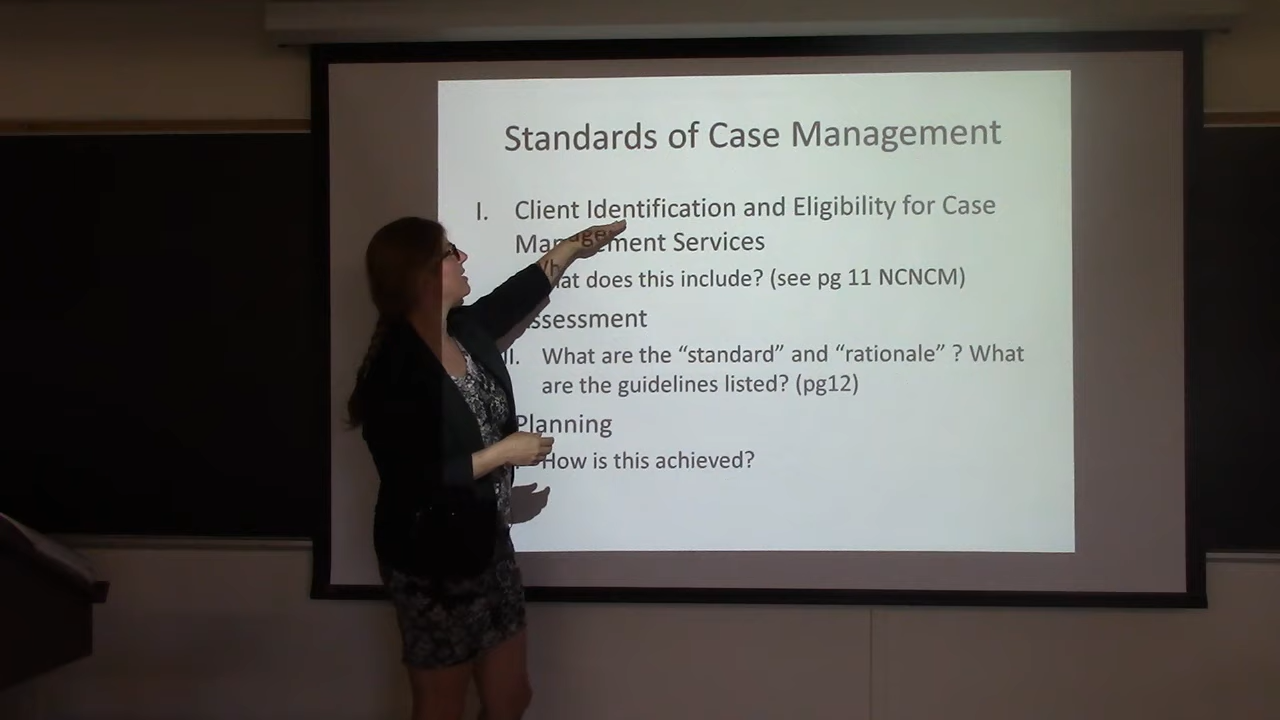 Standards of Case Management
I. Client Identification and Eligibility for Case
Management Services
What does this include? (see pg 11 NCNCM)
Assessment
What are the “standard” and “rationale” ? What
are the guidelines listed? (pg12)
Planning
How is this achieved?